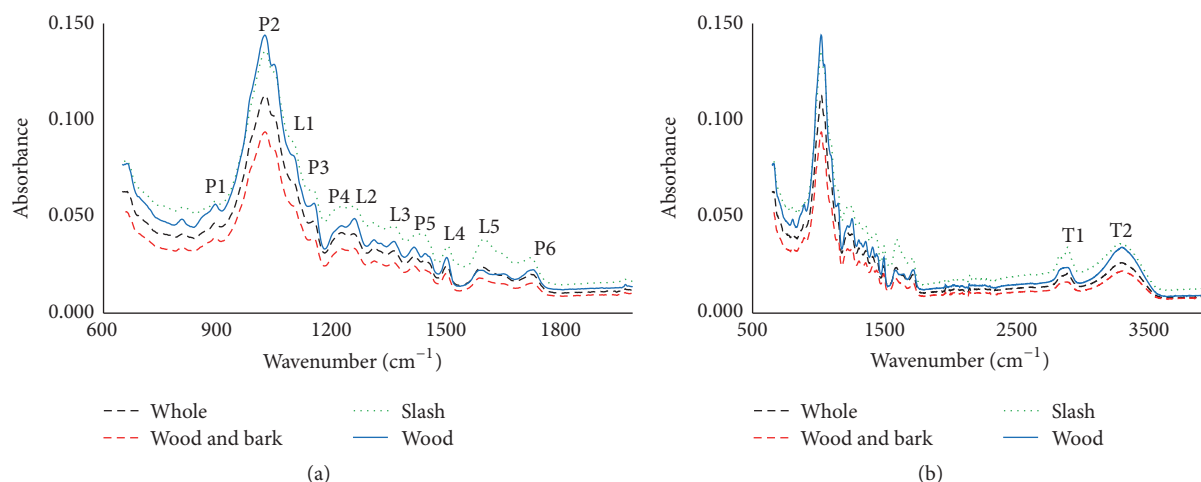 0.150
0.100
0.050
0.000
Absorbance
P1
P2
L1
P3
P4 L2
L3
P5
L4
L5
P6
600 900 1200 1500 1800
Wavenumber (cm⁻¹)
Whole
Slash
Wood and bark
Wood
(a)
0.150
0.100
0.050
0.000
Absorbance
T1
T2
500 1500 2500 3500
Wavenumber (cm⁻¹)
Whole
Slash
Wood and bark
Wood
(b)